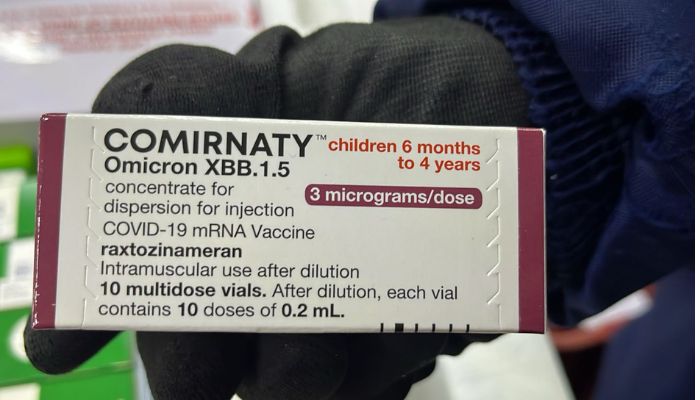 COMIRNATY™ children 6 months
to 4 years
Omicron XBB.1.5
concentrate for
dispersion for injection
3 micrograms/dose
COVID-19 mRNA Vaccine
raxtozinameran
Intramuscular use after dilution
10 multidose vials. After dilution, each vial
contains 10 doses of 0.2 mL.